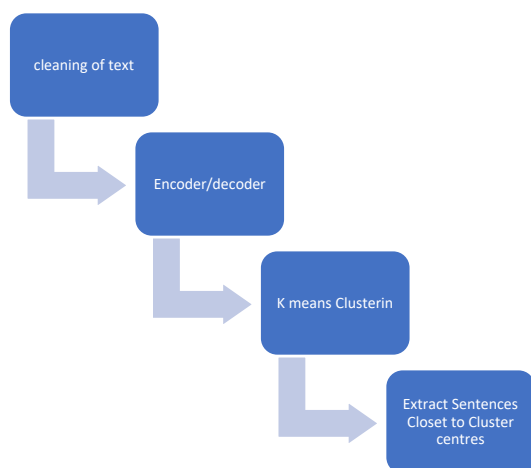 cleaning of text
Encoder/decoder
K means Clusterin
Extract Sentences
Closet to Cluster
centres